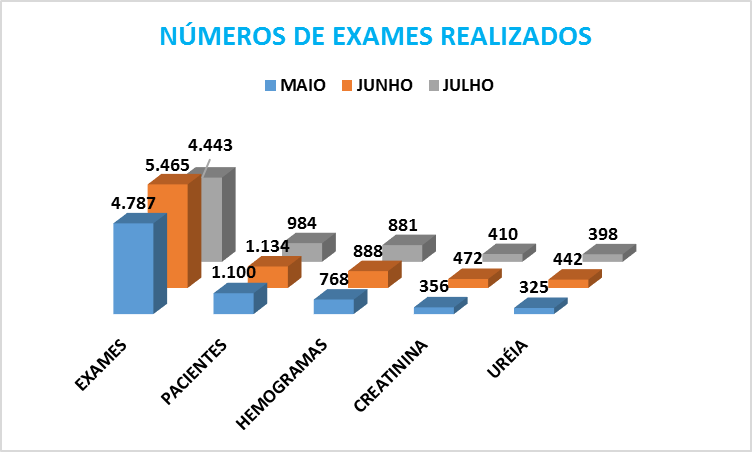 NÚMEROS DE EXAMES REALIZADOS
MAIO JUNHO JULHO
4.443
5.465
4.787
984
1.134
1.100
881
888
768
410
472
356
398
442
325
EXAMES
PACIENTES
HEMOGRAMAS
CREATININA
URÉIA